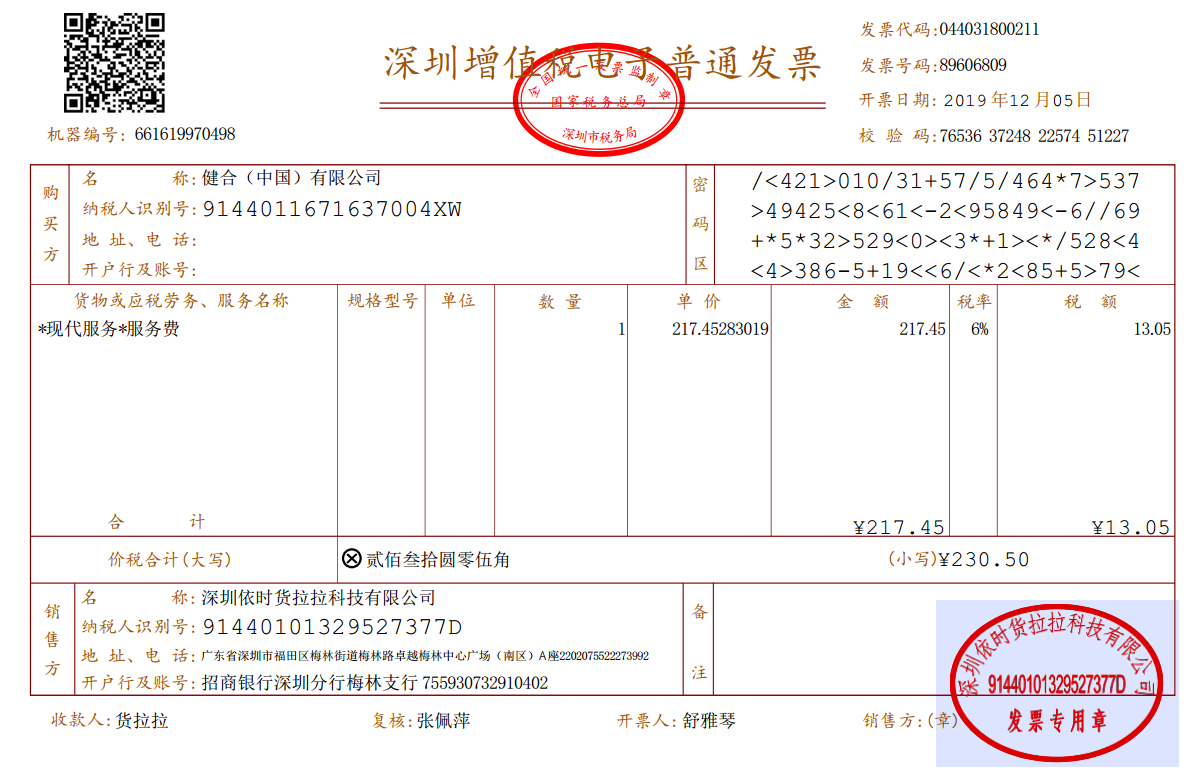 深圳增值税电子普通发票
全国统一发票监制章
国家税务总局
深圳市税务局
发票代码:044031800211
发票号码:89606809
开票日期: 2019年12月05日
校 验 码:76536 37248 22574 51227
机器编号: 661619970498
购买方
名 称: 健合（中国）有限公司
纳税人识别号: 9144011671637004XW
地 址、电 话:
开户行及账号:
密码区
/<421>010/31+57/5/464*7>537
>49425<8<61<-2<95849<-6//69
+*5*32>529<0><3*+1><*/528<4
<4>386-5+19<<6/<*2<85+5>79<
货物或应税劳务、服务名称 规格型号 单位 数 量 单 价 金 额 税率 税 额
*现代服务*服务费 1 217.45283019 217.45 6% 13.05
合 计 ¥217.45 ¥13.05
价税合计(大写) ⊗贰佰叁拾圆零伍角 (小写)¥230.50
销售方
名 称: 深圳依时货拉拉科技有限公司
纳税人识别号: 91440101329527377D
地 址、电 话: 广东省深圳市福田区梅林街道梅林路卓越梅林中心广场（南区）A座2202075522273992
开户行及账号: 招商银行深圳分行梅林支行 755930732910402
备注
收款人: 货拉拉 复核: 张佩萍 开票人: 舒雅琴 销售方: (章)
深圳依时货拉拉科技有限公司
91440101329527377D
发票专用章